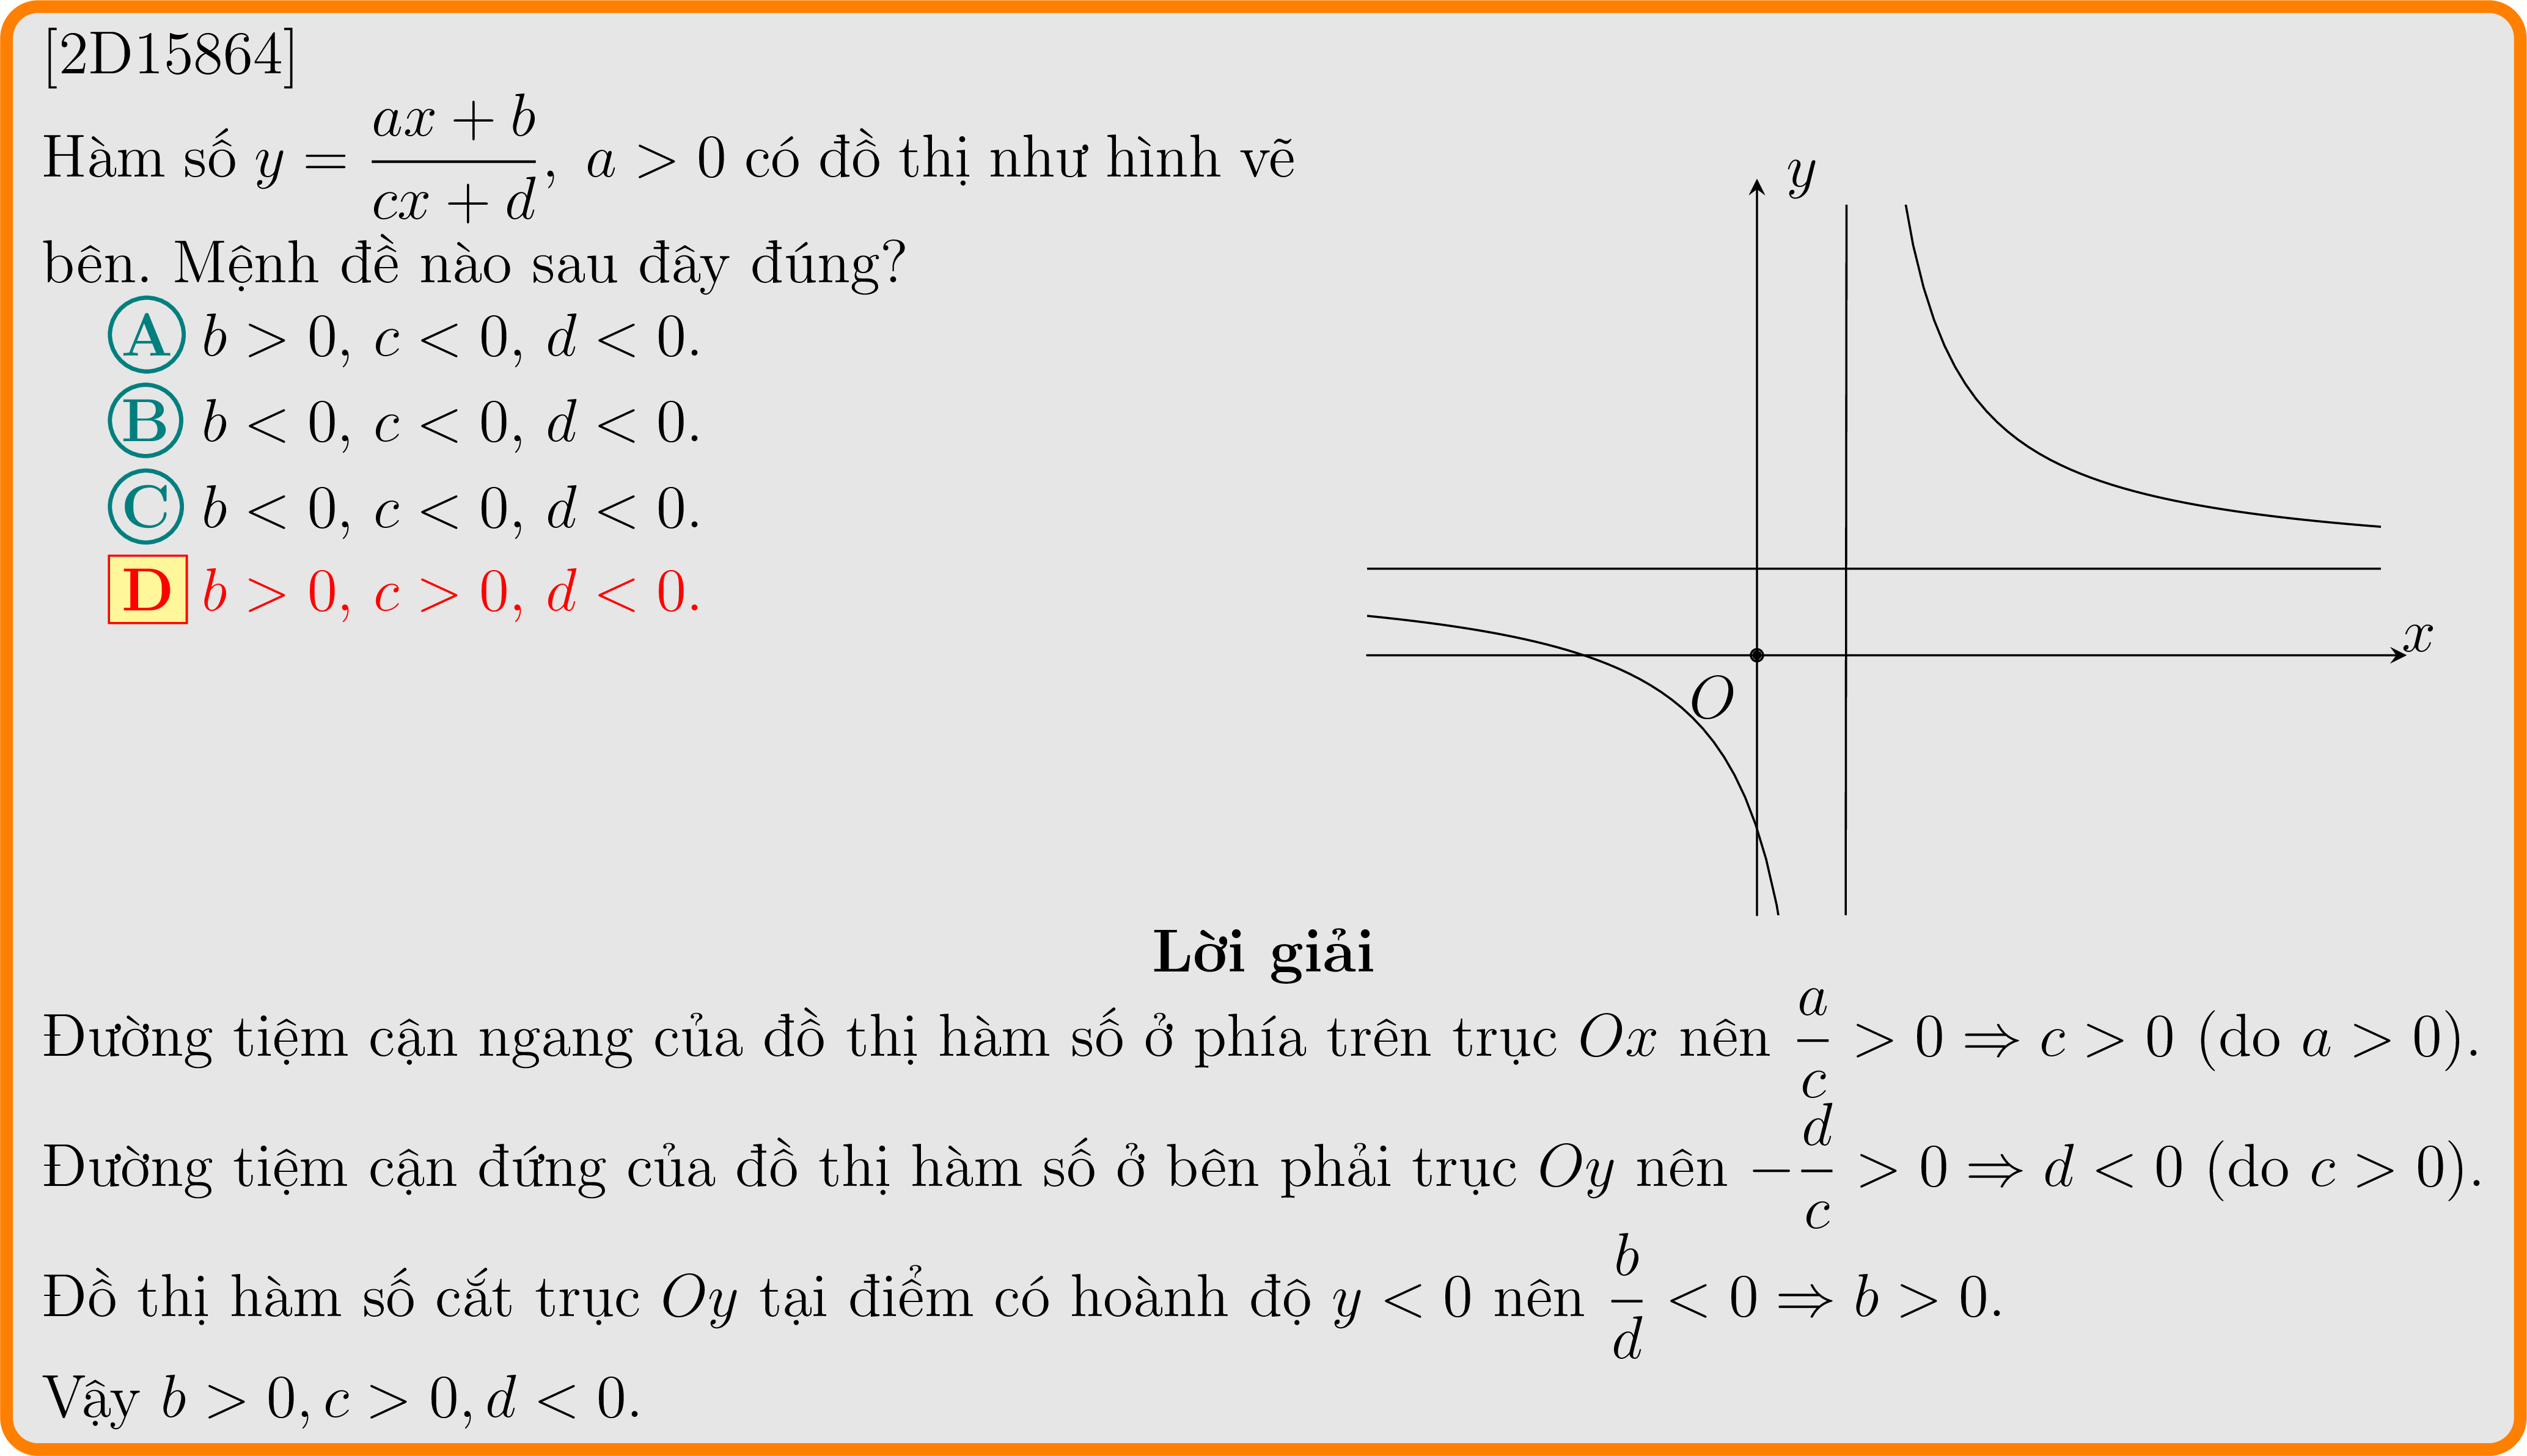 [2D15864]
Hàm số y = \frac{ax + b}{cx + d}, a > 0 có đồ thị như hình vẽ
bên. Mệnh đề nào sau đây đúng?
A b > 0, c < 0, d < 0.
B b < 0, c < 0, d < 0.
C b < 0, c < 0, d < 0.
D b > 0, c > 0, d < 0.
y
x
O
Lời giải
Đường tiệm cận ngang của đồ thị hàm số ở phía trên trục Ox nên \frac{a}{c} > 0 ⇒ c > 0 (do a > 0).
Đường tiệm cận đứng của đồ thị hàm số ở bên phải trục Oy nên −\frac{d}{c} > 0 ⇒ d < 0 (do c > 0).
Đồ thị hàm số cắt trục Oy tại điểm có hoành độ y < 0 nên \frac{b}{d} < 0 ⇒ b > 0.
Vậy b > 0, c > 0, d < 0.